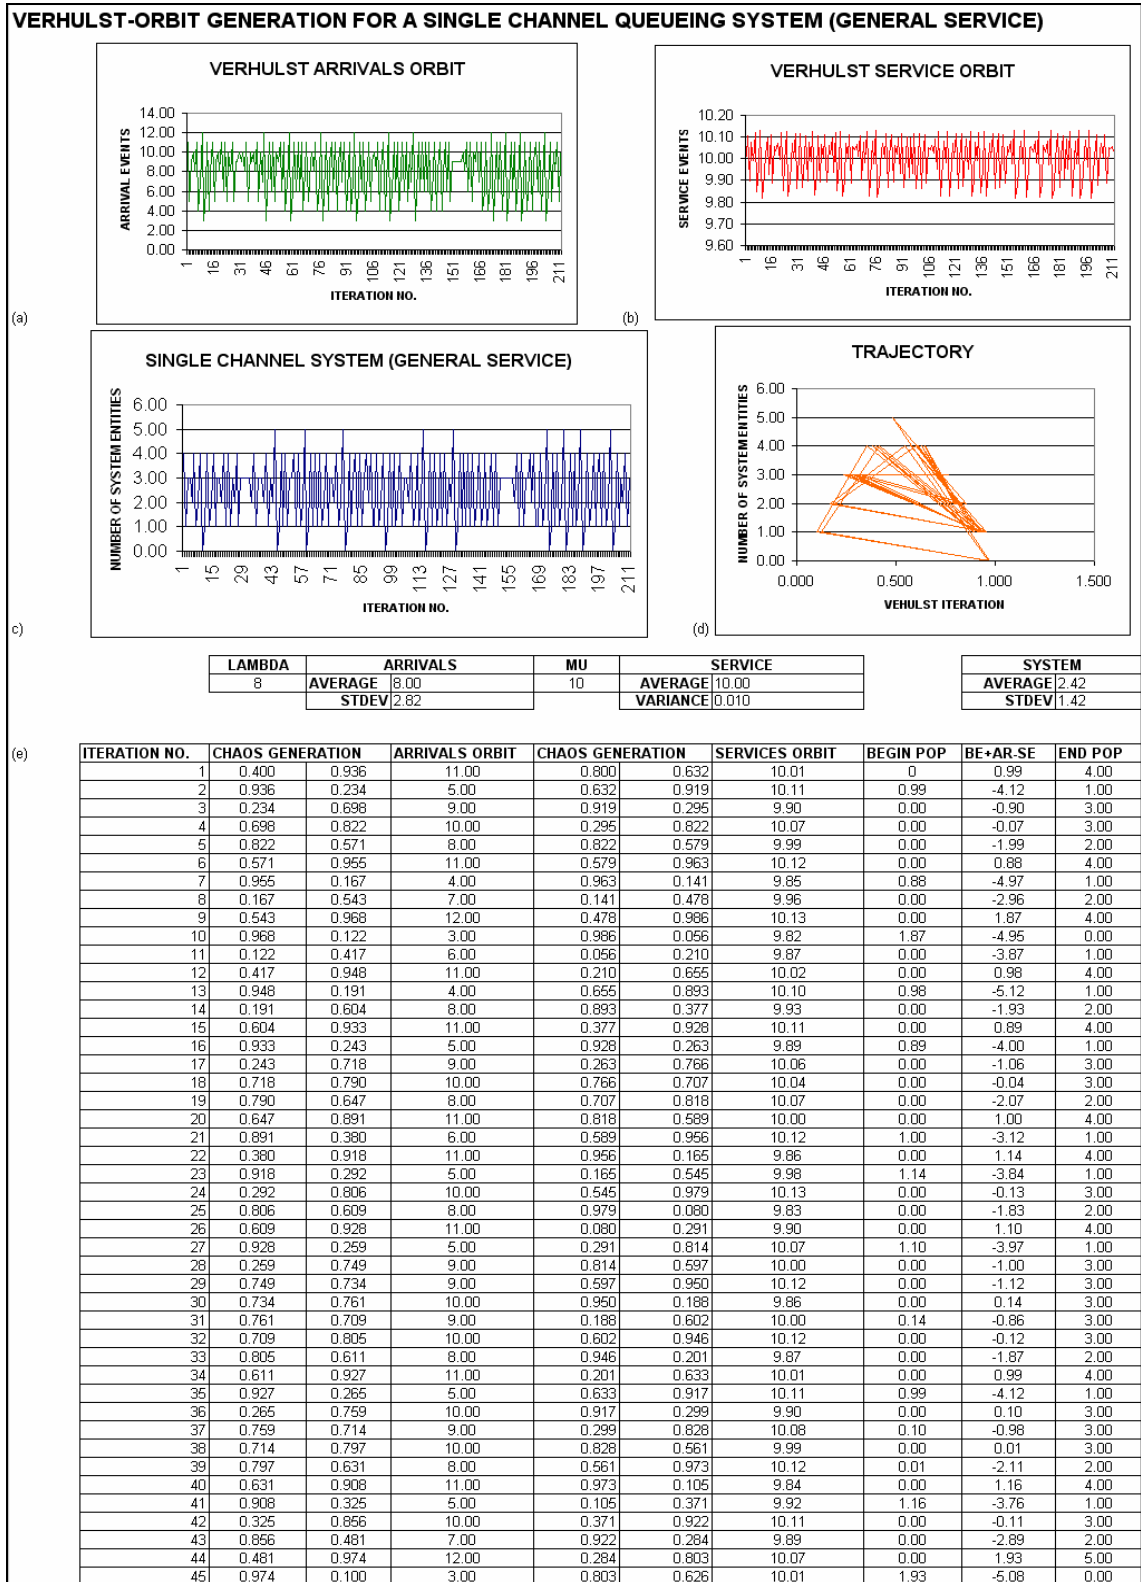 VERHULST-ORBIT GENERATION FOR A SINGLE CHANNEL QUEUEING SYSTEM (GENERAL SERVICE)
VERHULST ARRIVALS ORBIT
ARRIVAL EVENTS
14.00
12.00
10.00
8.00
6.00
4.00
2.00
0.00
1 16 31 46 61 76 91 106 121 136 151 166 181 196 211
ITERATION NO.
(a)
VERHULST SERVICE ORBIT
SERVICE EVENTS
10.20
10.10
10.00
9.90
9.80
9.70
9.60
1 16 31 46 61 76 91 106 121 136 151 166 181 196 211
ITERATION NO.
(b)
SINGLE CHANNEL SYSTEM (GENERAL SERVICE)
NUMBER OF SYSTEM ENTITIES
6.00
5.00
4.00
3.00
2.00
1.00
0.00
1 15 29 43 57 71 85 99 113 127 141 155 169 183 197 211
ITERATION NO.
c)
TRAJECTORY
NUMBER OF SYSTEM ENTITIES
6.00
5.00
4.00
3.00
2.00
1.00
0.00
0.000 0.500 1.000 1.500
VEHULST ITERATION
(d)
LAMBDA ARRIVALS MU SERVICE SYSTEM
8 AVERAGE 8.00 10 AVERAGE 10.00 AVERAGE 2.42
STDEV 2.82 VARIANCE 0.010 STDEV 1.42
(e)
ITERATION NO. CHAOS GENERATION ARRIVALS ORBIT CHAOS GENERATION SERVICES ORBIT BEGIN POP BE+AR-SE END POP
1 0.400 0.936 11.00 0.800 0.632 10.01 0 0.99 4.00
2 0.936 0.234 5.00 0.632 0.919 10.11 0.99 -4.12 1.00
3 0.234 0.698 9.00 0.919 0.295 9.90 0.00 -0.90 3.00
4 0.698 0.822 10.00 0.295 0.822 10.07 0.00 -0.07 3.00
5 0.822 0.571 8.00 0.822 0.579 9.99 0.00 -1.99 2.00
6 0.571 0.955 11.00 0.579 0.963 10.12 0.00 0.88 4.00
7 0.955 0.167 4.00 0.963 0.141 9.85 0.88 -4.97 1.00
8 0.167 0.543 7.00 0.141 0.478 9.96 0.00 -2.96 2.00
9 0.543 0.968 12.00 0.478 0.986 10.13 0.00 1.87 4.00
10 0.968 0.122 3.00 0.986 0.056 9.82 1.87 -4.95 0.00
11 0.122 0.417 6.00 0.056 0.210 9.87 0.00 -3.87 1.00
12 0.417 0.948 11.00 0.210 0.655 10.02 0.00 0.98 4.00
13 0.948 0.191 4.00 0.655 0.893 10.10 0.98 -5.12 1.00
14 0.191 0.604 8.00 0.893 0.377 9.93 0.00 -1.93 2.00
15 0.604 0.933 11.00 0.377 0.928 10.11 0.00 0.89 4.00
16 0.933 0.243 5.00 0.928 0.263 9.89 0.89 -4.00 1.00
17 0.243 0.718 9.00 0.263 0.766 10.06 0.00 -1.06 3.00
18 0.718 0.790 10.00 0.766 0.707 10.04 0.00 -0.04 3.00
19 0.790 0.647 8.00 0.707 0.818 10.07 0.00 -2.07 2.00
20 0.647 0.891 11.00 0.818 0.589 10.00 0.00 1.00 4.00
21 0.891 0.380 6.00 0.589 0.956 10.12 1.00 -3.12 1.00
22 0.380 0.918 11.00 0.956 0.165 9.86 0.00 1.14 4.00
23 0.918 0.292 5.00 0.165 0.545 9.98 1.14 -3.84 1.00
24 0.292 0.806 10.00 0.545 0.979 10.13 0.00 -0.13 3.00
25 0.806 0.609 8.00 0.979 0.080 9.83 0.00 -1.83 2.00
26 0.609 0.928 11.00 0.080 0.291 9.90 0.00 1.10 4.00
27 0.928 0.259 5.00 0.291 0.814 10.07 1.10 -3.97 1.00
28 0.259 0.749 9.00 0.814 0.597 10.00 0.00 -1.00 3.00
29 0.749 0.734 9.00 0.597 0.950 10.12 0.00 -1.12 3.00
30 0.734 0.761 10.00 0.950 0.188 9.86 0.00 0.14 3.00
31 0.761 0.709 9.00 0.188 0.602 10.00 0.14 -0.86 3.00
32 0.709 0.805 10.00 0.602 0.946 10.12 0.00 -0.12 3.00
33 0.805 0.611 8.00 0.946 0.201 9.87 0.00 -1.87 2.00
34 0.611 0.927 11.00 0.201 0.633 10.01 0.00 0.99 4.00
35 0.927 0.265 5.00 0.633 0.917 10.11 0.99 -4.12 1.00
36 0.265 0.759 10.00 0.917 0.299 9.90 0.00 0.10 3.00
37 0.759 0.714 9.00 0.299 0.828 10.08 0.10 -0.98 3.00
38 0.714 0.797 10.00 0.828 0.561 9.99 0.00 0.01 3.00
39 0.797 0.631 8.00 0.561 0.973 10.12 0.01 -2.11 2.00
40 0.631 0.908 11.00 0.973 0.105 9.84 0.00 1.16 4.00
41 0.908 0.325 5.00 0.105 0.371 9.92 1.16 -3.76 1.00
42 0.325 0.856 10.00 0.371 0.922 10.11 0.00 -0.11 3.00
43 0.856 0.481 7.00 0.922 0.284 9.89 0.00 -2.89 2.00
44 0.481 0.974 12.00 0.284 0.803 10.07 0.00 1.93 5.00
45 0.974 0.100 3.00 0.803 0.626 10.01 1.93 -5.08 0.00